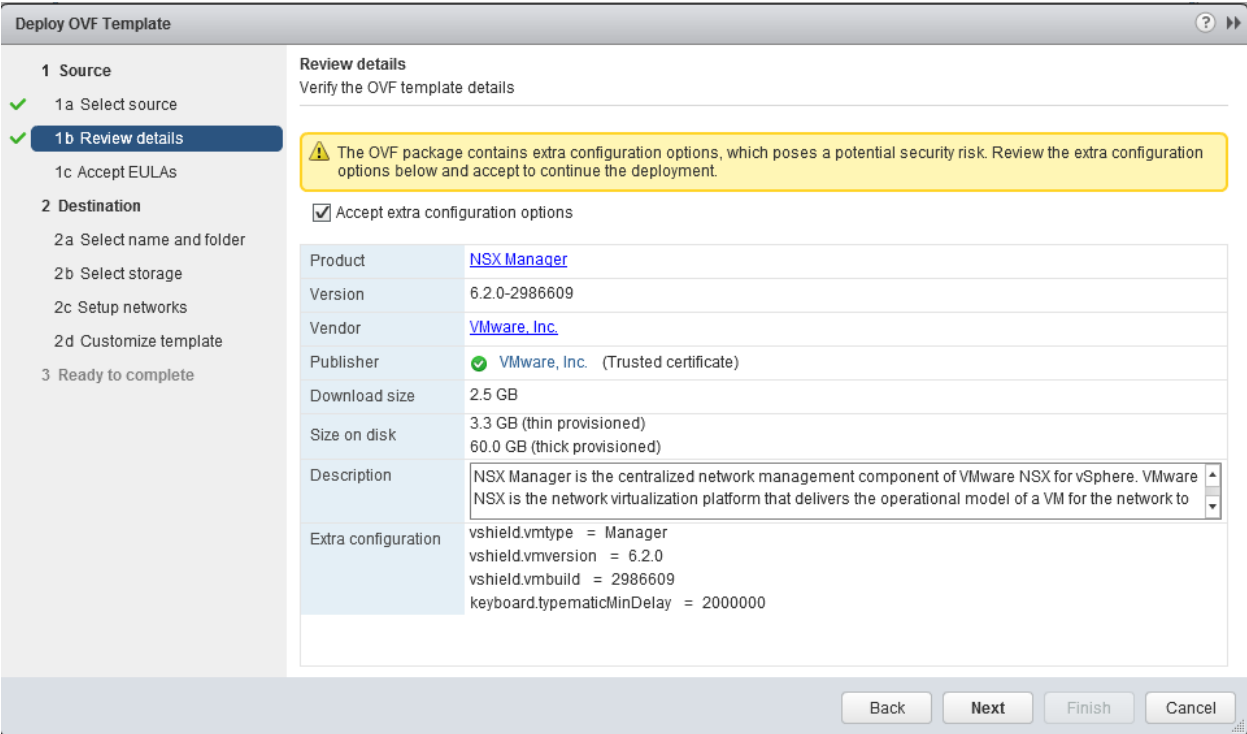 Deploy OVF Template
1 Source
1a Select source
1b Review details
1c Accept EULAs
2 Destination
2a Select name and folder
2b Select storage
2c Setup networks
2d Customize template
3 Ready to complete
Review details
Verify the OVF template details
The OVF package contains extra configuration options, which poses a potential security risk. Review the extra configuration
options below and accept to continue the deployment.
Accept extra configuration options
Product NSX Manager
Version 6.2.0-2986609
Vendor VMware, Inc.
Publisher VMware, Inc. (Trusted certificate)
Download size 2.5 GB
Size on disk 3.3 GB (thin provisioned)
60.0 GB (thick provisioned)
Description NSX Manager is the centralized network management component of VMware NSX for vSphere. VMware
NSX is the network virtualization platform that delivers the operational model of a VM for the network to
Extra configuration vshield.vmtype = Manager
vshield.vmversion = 6.2.0
vshield.vmbuild = 2986609
keyboard.typematicMinDelay = 2000000
Back Next Finish Cancel